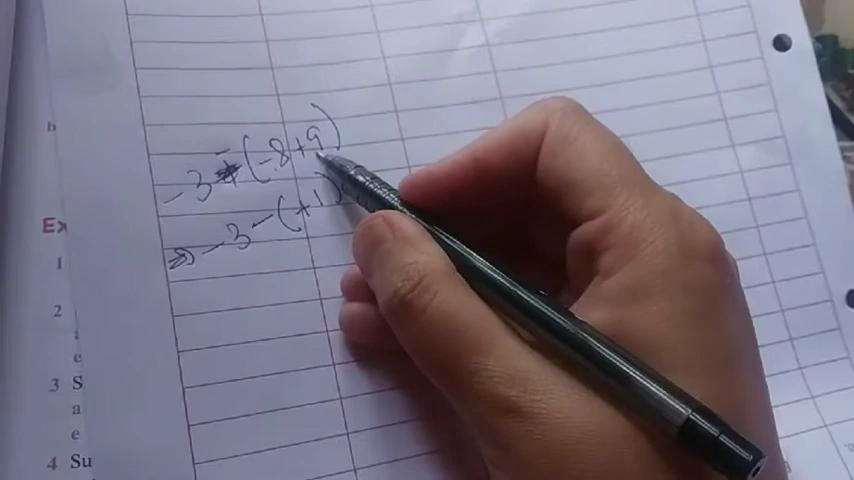 b
-3 - (-8+9)
⇒ -3 - (+1)
Ex
1
2
e
3 S
a
e
4 Su